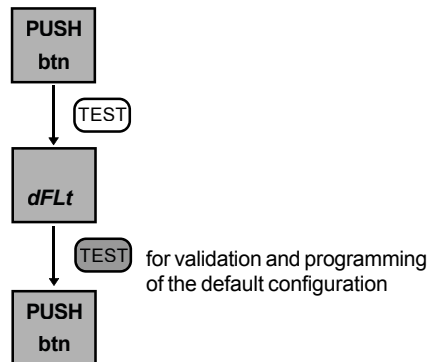 PUSH
btn
TEST
dFLt
TEST
for validation and programming
of the default configuration
PUSH
btn